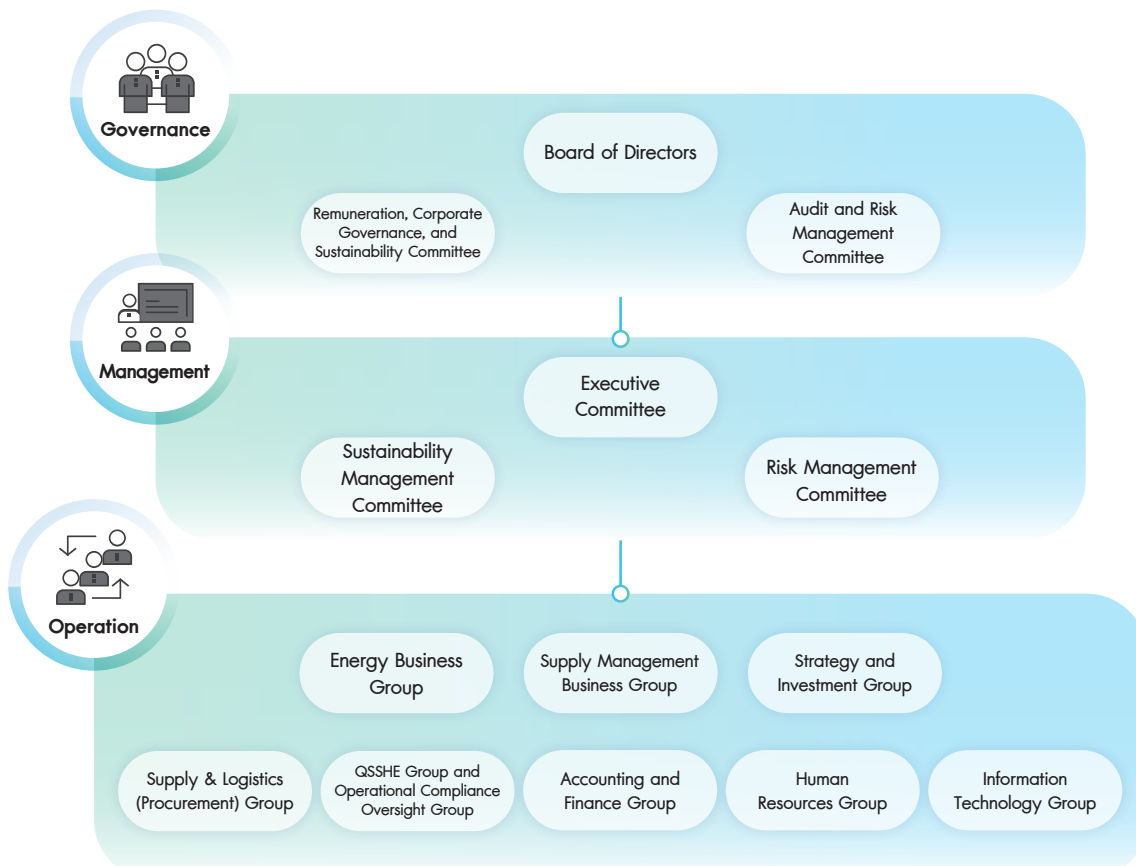 Governance
Board of Directors
Remuneration, Corporate
Governance, and
Sustainability Committee
Audit and Risk
Management
Committee
Management
Executive
Committee
Sustainability
Management
Committee
Risk Management
Committee
Operation
Energy Business
Group
Supply Management
Business Group
Strategy and
Investment Group
Supply & Logistics
(Procurement) Group
QSSHE Group and
Operational Compliance
Oversight Group
Accounting and
Finance Group
Human
Resources Group
Information
Technology Group